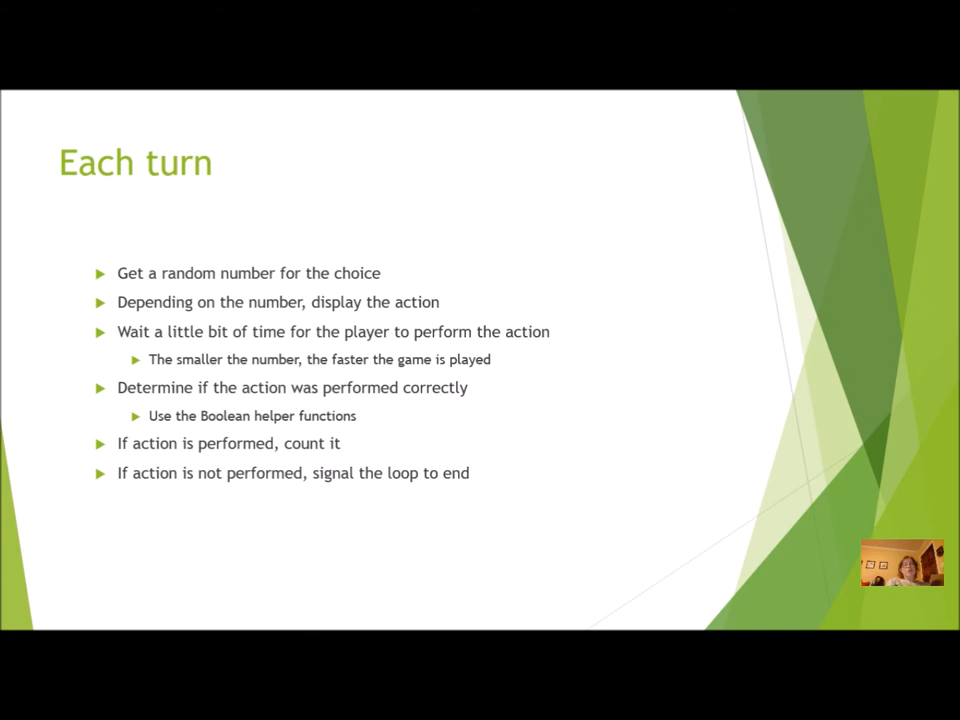 Each turn
Get a random number for the choice
Depending on the number, display the action
Wait a little bit of time for the player to perform the action
The smaller the number, the faster the game is played
Determine if the action was performed correctly
Use the Boolean helper functions
If action is performed, count it
If action is not performed, signal the loop to end